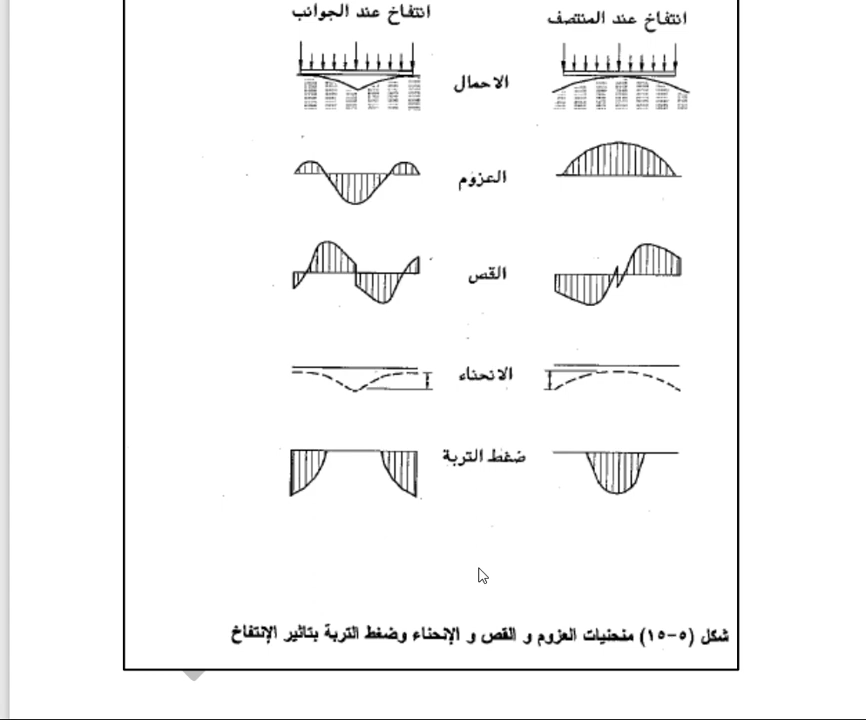 انتفاخ عند المنتصف
انتفاخ عند الجوانب
الاحمال
العزوم
القص
الانحناء
ضغط التربة
شكل (٥-١٥) منحنيات العزوم و القص و الإنحناء وضغط التربة بتاثير الإنتفاخ